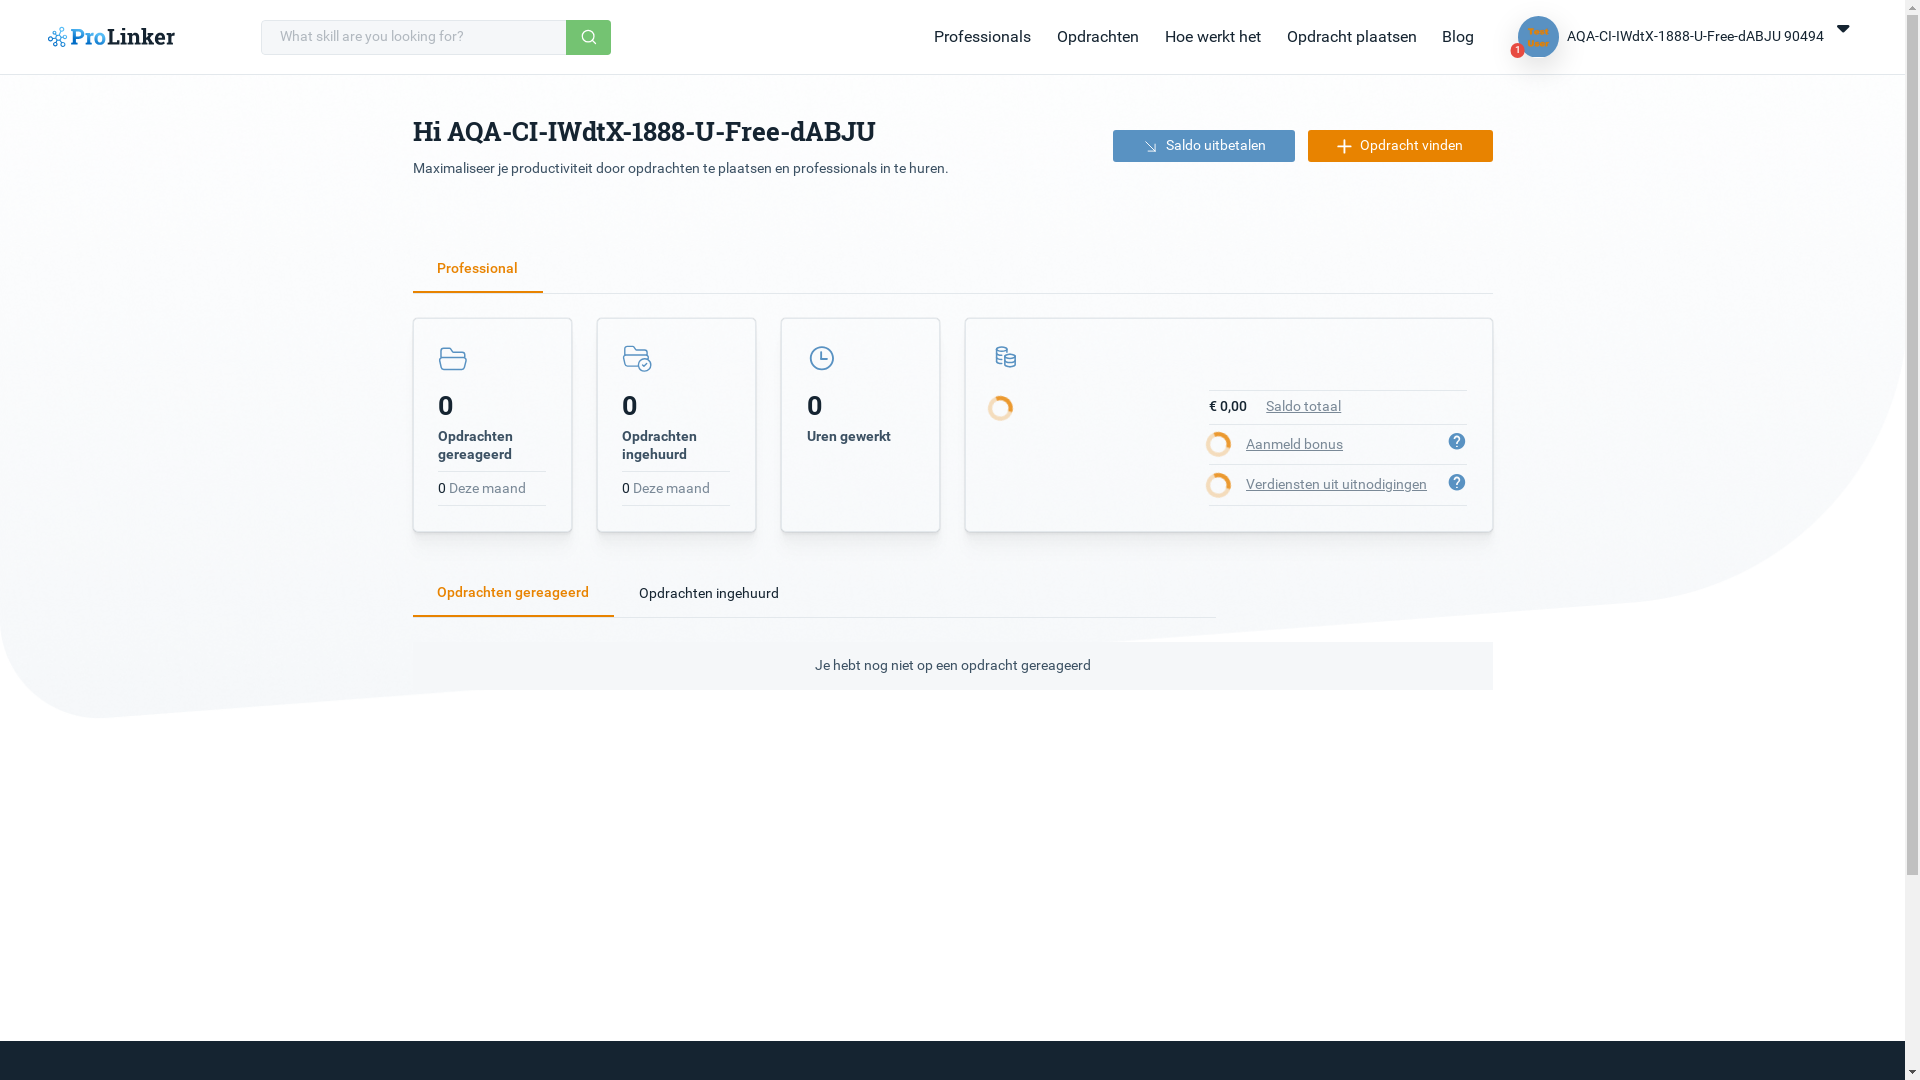 ProLinker
What skill are you looking for?
Professionals
Opdrachten
Hoe werkt het
Opdracht plaatsen
Blog
Test
User
1
AQA-CI-IWdtX-1888-U-Free-dABJU 90494
Hi AQA-CI-IWdtX-1888-U-Free-dABJU
Maximaliseer je productiviteit door opdrachten te plaatsen en professionals in te huren.
Saldo uitbetalen
Opdracht vinden
Professional
0
Opdrachten
gereageerd
0 Deze maand
0
Opdrachten
ingehuurd
0 Deze maand
0
Uren gewerkt
€ 0,00 Saldo totaal
Aanmeld bonus
?
Verdiensten uit uitnodigingen
?
Opdrachten gereageerd
Opdrachten ingehuurd
Je hebt nog niet op een opdracht gereageerd